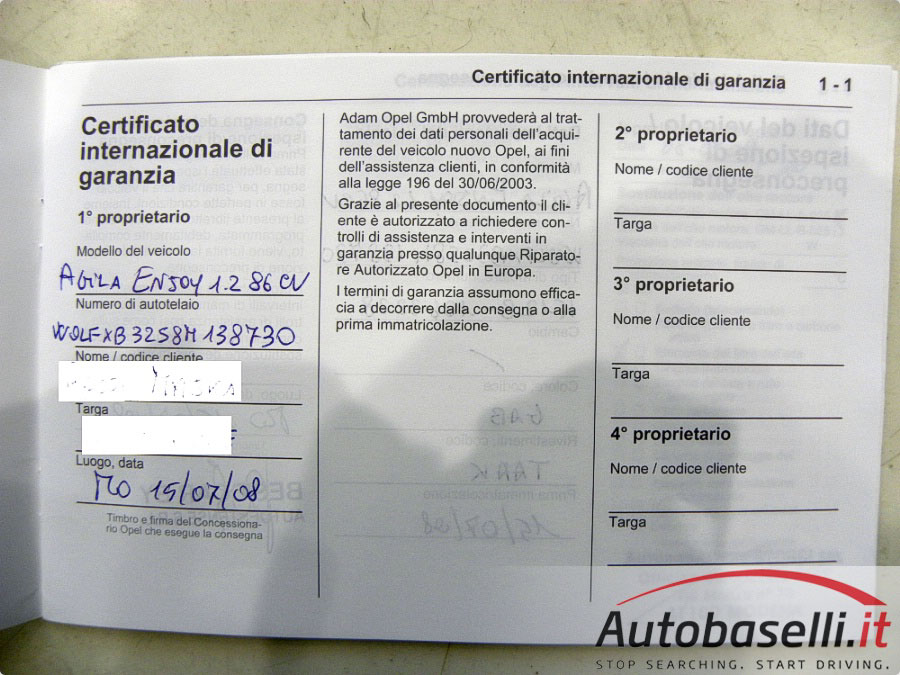 Certificato internazionale di garanzia 1 - 1
Certificato
internazionale di
garanzia
1° proprietario
Modello del veicolo
AGILA ENJOY 1.2 86 CV
Numero di autotelaio
W0LFXB3258M138730
Nome / codice cliente
Targa
Luogo, data
MO 15/07/08
Timbro e firma del Concessiona-
rio Opel che esegue la consegna
Adam Opel GmbH provvederà al trat-
tamento dei dati personali dell'acqui-
rente del veicolo nuovo Opel, ai fini
dell'assistenza clienti, in conformità
alla legge 196 del 30/06/2003.
Grazie al presente documento il cli-
ente è autorizzato a richiedere con-
trolli di assistenza e interventi in
garanzia presso qualunque Riparato-
re Autorizzato Opel in Europa.
I termini di garanzia assumono effica-
cia a decorrere dalla consegna o alla
prima immatricolazione.
2° proprietario
Nome / codice cliente
Targa
3° proprietario
Nome / codice cliente
Targa
4° proprietario
Nome / codice cliente
Targa
Autobaselli.it
STOP SEARCHING. START DRIVING.